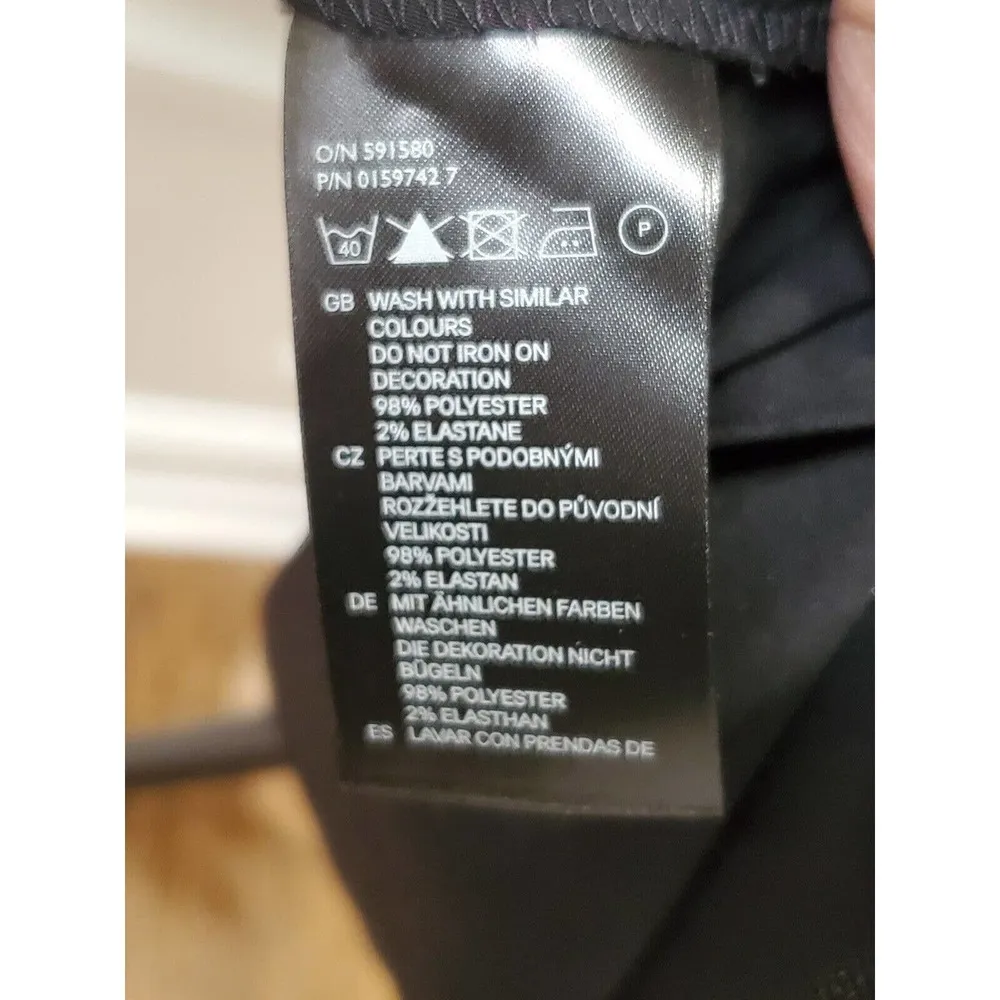 O/N 591580
P/N 0159742 7
40 P
GB WASH WITH SIMILAR
COLOURS
DO NOT IRON ON
DECORATION
98% POLYESTER
2% ELASTANE
CZ PERTE S PODOBNÝMI
BARVAMI
ROZŽEHLETE DO PŮVODNÍ
VELIKOSTI
98% POLYESTER
2% ELASTAN
DE MIT ÄHNLICHEN FARBEN
WASCHEN
DIE DEKORATION NICHT
BÜGELN
98% POLYESTER
2% ELASTHAN
ES LAVAR CON PRENDAS DE